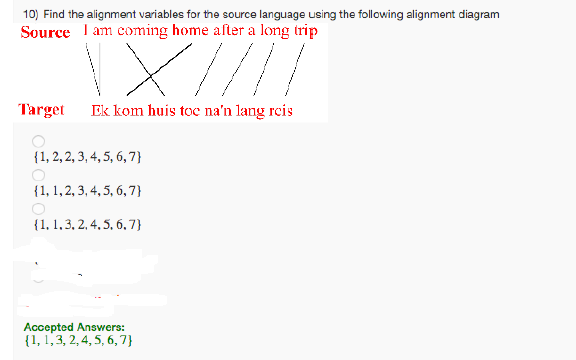 10) Find the alignment variables for the source language using the following alignment diagram
Source I am coming home after a long trip
Target Ek kom huis toe na'n lang reis
{1, 2, 2, 3, 4, 5, 6, 7}
{1, 1, 2, 3, 4, 5, 6, 7}
{1, 1, 3, 2, 4, 5, 6, 7}
Accepted Answers:
{1, 1, 3, 2, 4, 5, 6, 7}